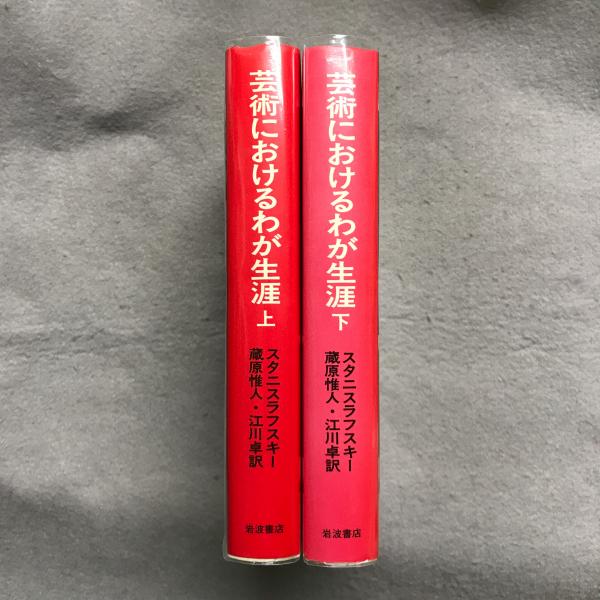 芸術におけるわが生涯 上
スタニスラフスキー
蔵原惟人・江川卓訳
岩波書店
芸術におけるわが生涯 下
スタニスラフスキー
蔵原惟人・江川卓訳
岩波書店